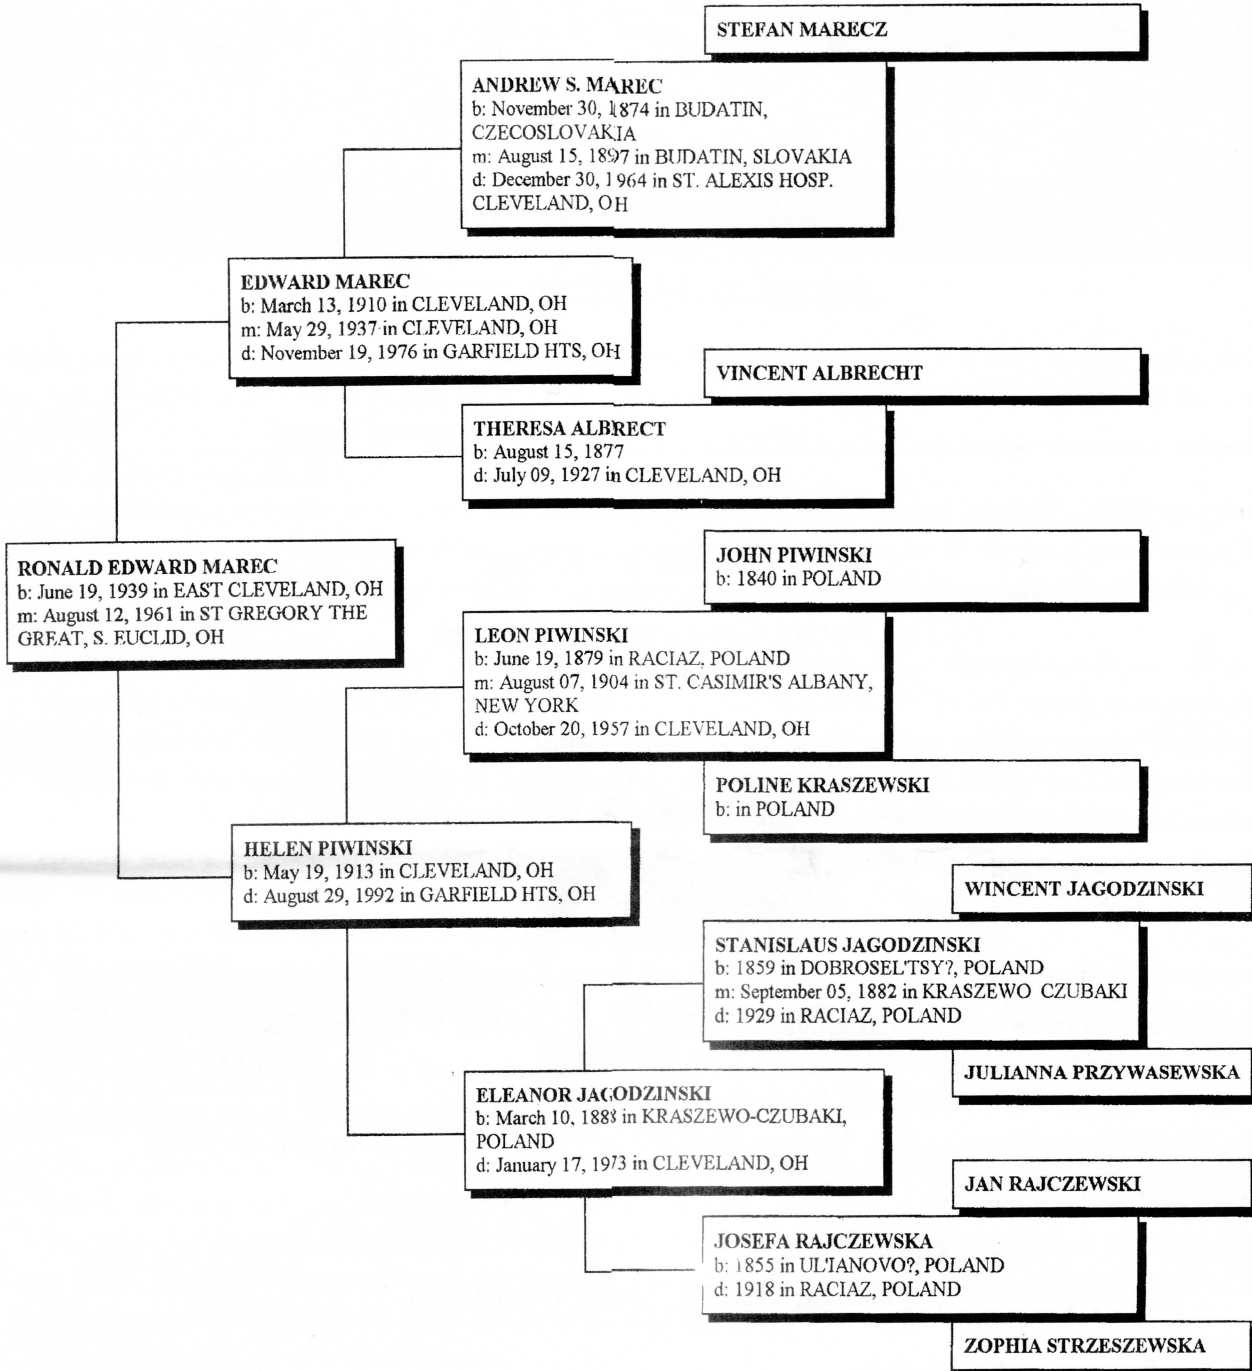 STEFAN MARECZ
ANDREW S. MAREC
b: November 30, 1874 in BUDATIN,
CZECOSLOVAKIA
m: August 15, 1897 in BUDATIN, SLOVAKIA
d: December 30, 1964 in ST. ALEXIS HOSP.
CLEVELAND, OH
EDWARD MAREC
b: March 13, 1910 in CLEVELAND, OH
m: May 29, 1937 in CLEVELAND, OH
d: November 19, 1976 in GARFIELD HTS, OH
VINCENT ALBRECHT
THERESA ALBRECT
b: August 15, 1877
d: July 09, 1927 in CLEVELAND, OH
RONALD EDWARD MAREC
b: June 19, 1939 in EAST CLEVELAND, OH
m: August 12, 1961 in ST GREGORY THE
GREAT, S. EUCLID, OH
JOHN PIWINSKI
b: 1840 in POLAND
LEON PIWINSKI
b: June 19, 1879 in RACIAZ, POLAND
m: August 07, 1904 in ST. CASIMIR'S ALBANY,
NEW YORK
d: October 20, 1957 in CLEVELAND, OH
POLINE KRASZEWSKI
b: in POLAND
HELEN PIWINSKI
b: May 19, 1913 in CLEVELAND, OH
d: August 29, 1992 in GARFIELD HTS, OH
WINCENT JAGODZINSKI
STANISLAUS JAGODZINSKI
b: 1859 in DOBROSEL'TSY?, POLAND
m: September 05, 1882 in KRASZEWO CZUBAKI
d: 1929 in RACIAZ, POLAND
JULIANNA PRZYWASEWSKA
ELEANOR JAGODZINSKI
b: March 10, 1888 in KRASZEWO-CZUBAKI,
POLAND
d: January 17, 1973 in CLEVELAND, OH
JAN RAJCZEWSKI
JOSEFA RAJCZEWSKA
b: 1855 in UL'IANOVO?, POLAND
d: 1918 in RACIAZ, POLAND
ZOPHIA STRZESZEWSKA